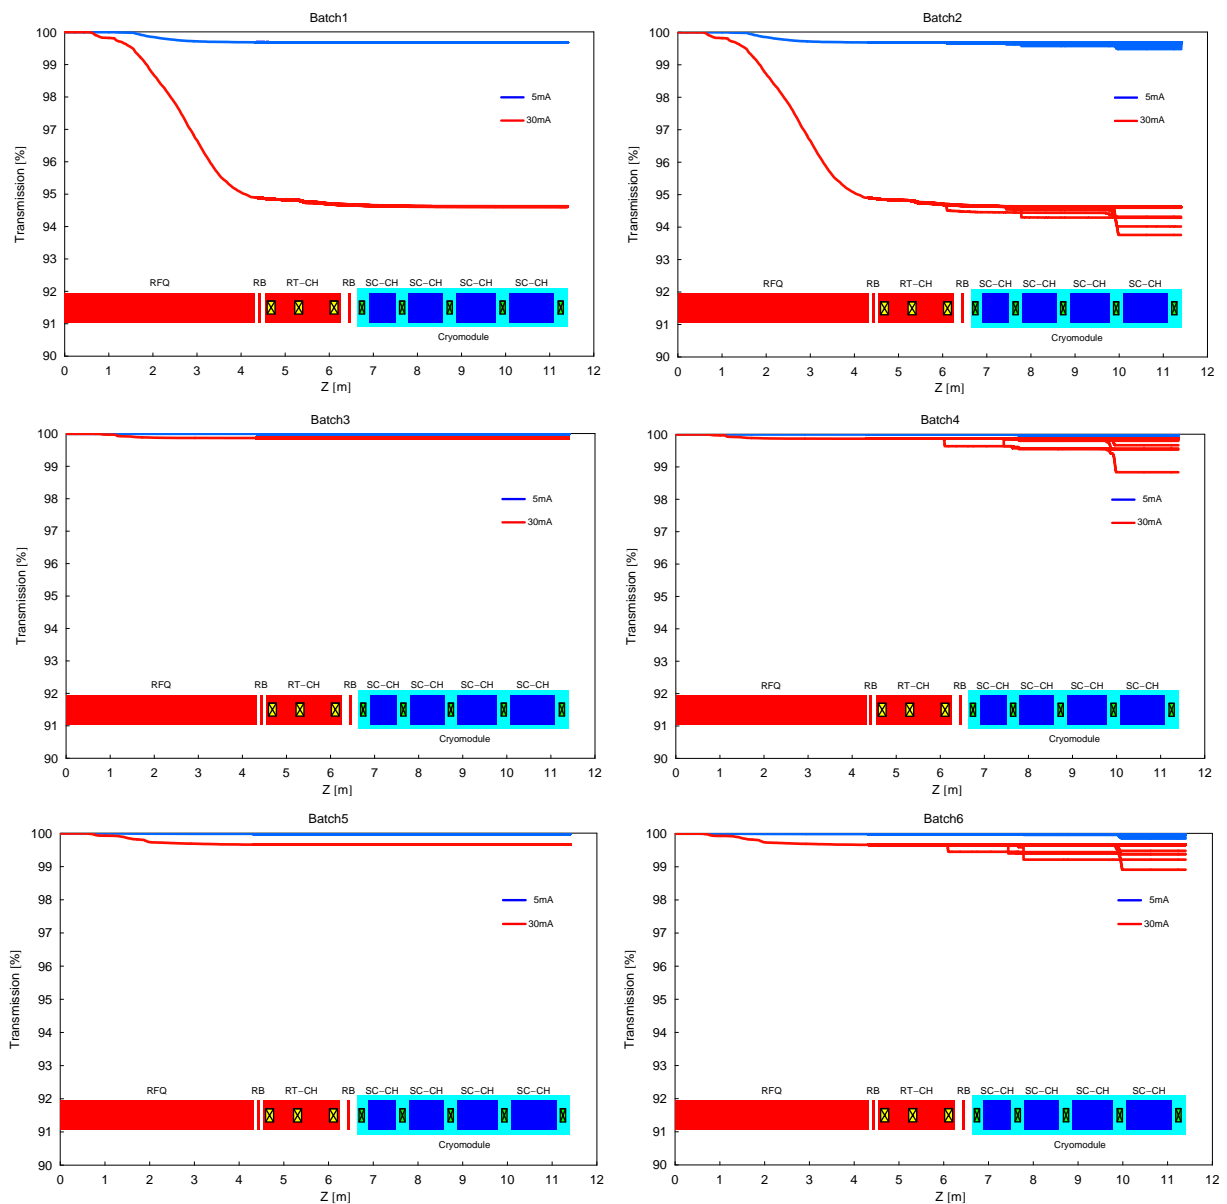 Batch1
100
99
98
97
96
95
94
93
92
91
90
Transmission [%]
5mA
30mA
RFQ RB RT-CH RB SC-CH SC-CH SC-CH SC-CH
Cryomodule
0 1 2 3 4 5 6 7 8 9 10 11 12
Z [m]
Batch2
100
99
98
97
96
95
94
93
92
91
90
Transmission [%]
5mA
30mA
RFQ RB RT-CH RB SC-CH SC-CH SC-CH SC-CH
Cryomodule
0 1 2 3 4 5 6 7 8 9 10 11 12
Z [m]
Batch3
100
99
98
97
96
95
94
93
92
91
90
Transmission [%]
5mA
30mA
RFQ RB RT-CH RB SC-CH SC-CH SC-CH SC-CH
Cryomodule
0 1 2 3 4 5 6 7 8 9 10 11 12
Z [m]
Batch4
100
99
98
97
96
95
94
93
92
91
90
Transmission [%]
5mA
30mA
RFQ RB RT-CH RB SC-CH SC-CH SC-CH SC-CH
Cryomodule
0 1 2 3 4 5 6 7 8 9 10 11 12
Z [m]
Batch5
100
99
98
97
96
95
94
93
92
91
90
Transmission [%]
5mA
30mA
RFQ RB RT-CH RB SC-CH SC-CH SC-CH SC-CH
Cryomodule
0 1 2 3 4 5 6 7 8 9 10 11 12
Z [m]
Batch6
100
99
98
97
96
95
94
93
92
91
90
Transmission [%]
5mA
30mA
RFQ RB RT-CH RB SC-CH SC-CH SC-CH SC-CH
Cryomodule
0 1 2 3 4 5 6 7 8 9 10 11 12
Z [m]